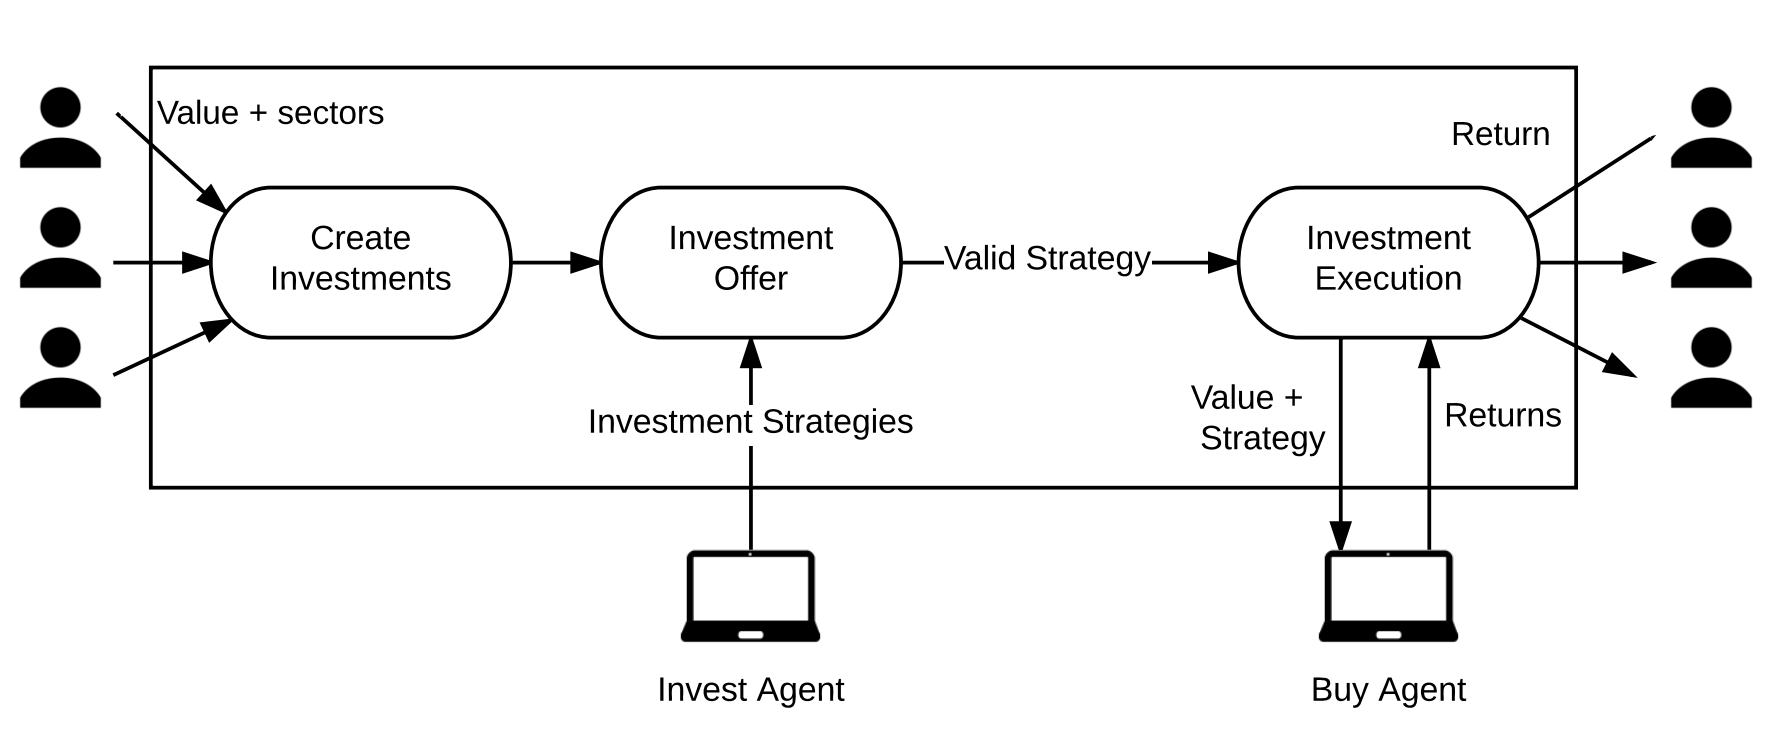 Value + sectors
Return
Create
Investments
Investment
Offer
Valid Strategy
Investment
Execution
Investment Strategies
Value +
Strategy
Returns
Invest Agent
Buy Agent